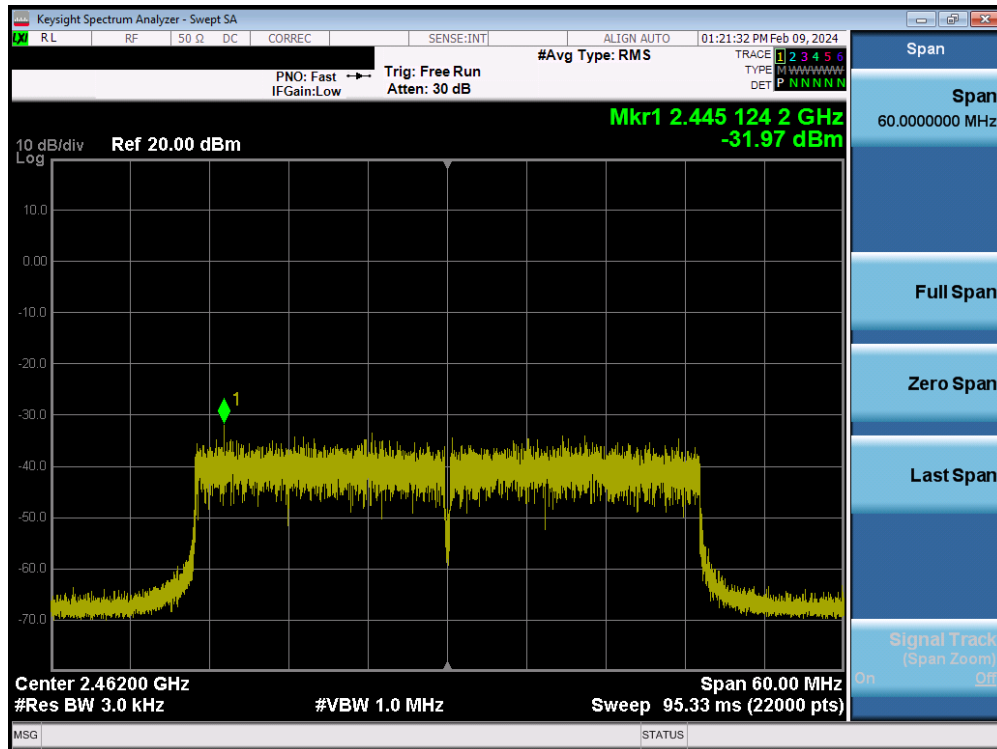 Keysight Spectrum Analyzer - Swept SA
LXI RL RF 50 Ω DC CORREC SENSE:INT ALIGN AUTO 01:21:32 PM Feb 09, 2024
#Avg Type: RMS
TRACE 1 2 3 4 5 6
PNO: Fast Trig: Free Run
TYPE M WWWWW
IFGain:Low Atten: 30 dB
DET P N N N N N
Mkr1 2.445 124 2 GHz
-31.97 dBm
10 dB/div Ref 20.00 dBm
Log
10.0
0.00
-10.0
-20.0
1
-30.0
-40.0
-50.0
-60.0
-70.0
Center 2.46200 GHz Span 60.00 MHz
#Res BW 3.0 kHz #VBW 1.0 MHz Sweep 95.33 ms (22000 pts)
MSG STATUS
Span
Span
60.0000000 MHz
Full Span
Zero Span
Last Span
Signal Track
(Span Zoom)
On Off